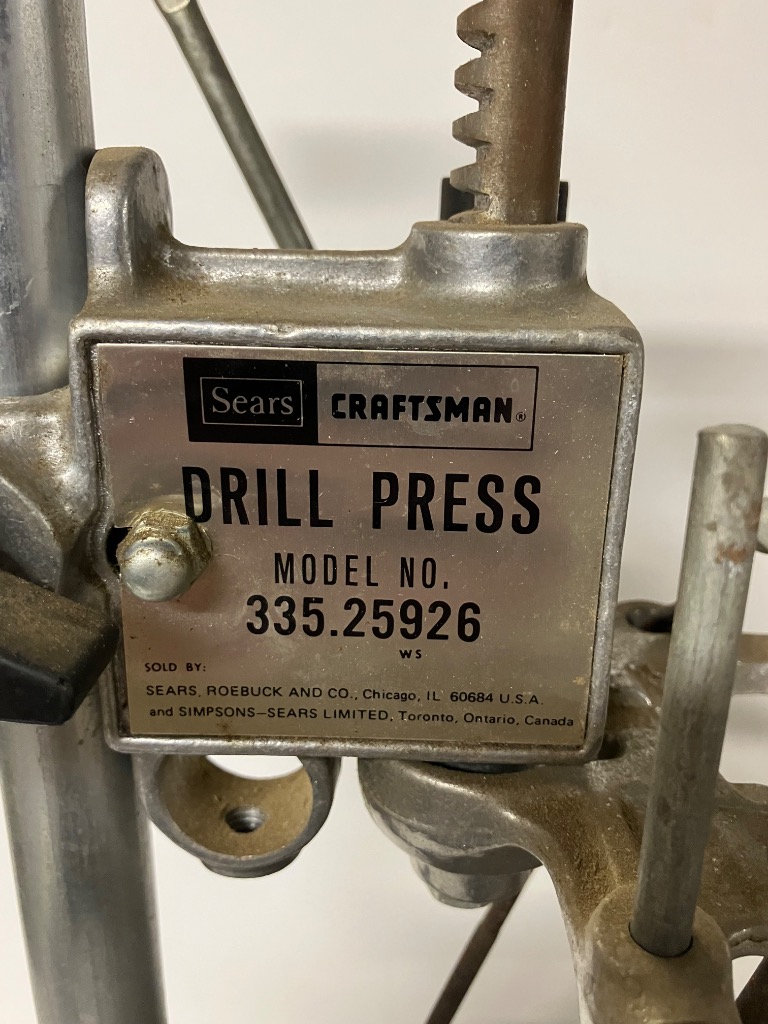 Sears CRAFTSMAN®
DRILL PRESS
MODEL NO.
335.25926
WS
SOLD BY:
SEARS, ROEBUCK AND CO., Chicago, IL 60684 U.S.A.
and SIMPSONS—SEARS LIMITED, Toronto, Ontario, Canada